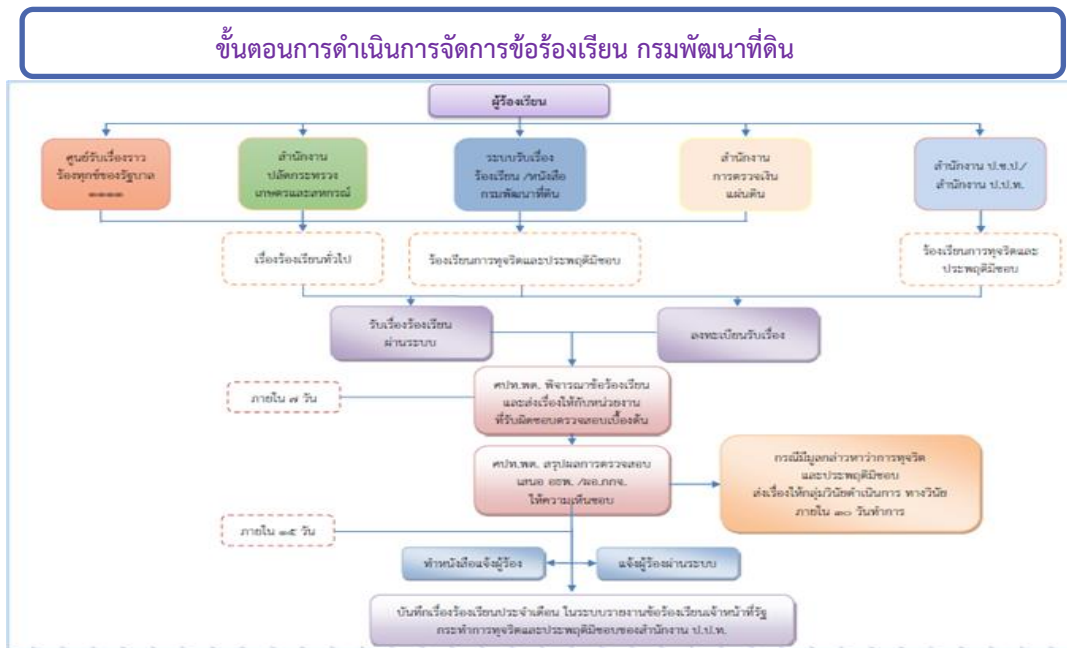 ขั้นตอนการดำเนินการจัดการข้อร้องเรียน กรมพัฒนาที่ดิน
ผู้ร้องเรียน
ศูนย์รับเรื่องราว
ร้องทุกข์ของรัฐบาล
๑๑๑๑
สำนักงาน
ปลัดกระทรวง
เกษตรและสหกรณ์
ระบบรับเรื่อง
ร้องเรียน /หนังสือ
กรมพัฒนาที่ดิน
สำนักงาน
การตรวจเงิน
แผ่นดิน
สำนักงาน ป.ช.ป./
สำนักงาน ป.ป.ท.
เรื่องร้องเรียนทั่วไป
ร้องเรียนการทุจริตและประพฤติมิชอบ
ร้องเรียนการทุจริตและ
ประพฤติมิชอบ
รับเรื่องร้องเรียน
ผ่านระบบ
ลงทะเบียนรับเรื่อง
ภายใน ๗ วัน
ศปท.พด. พิจารณาข้อร้องเรียน
และส่งเรื่องให้กับหน่วยงาน
ที่รับผิดชอบตรวจสอบเบื้องต้น
ศปท.พด. สรุปผลการตรวจสอบ
เสนอ อธพ. /ผอ.กกจ.
ให้ความเห็นชอบ
กรณีมีมูลกล่าวหาว่าการทุจริต
และประพฤติมิชอบ
ส่งเรื่องให้กลุ่มวินัยดำเนินการ ทางวินัย
ภายใน ๓๐ วันทำการ
ภายใน ๑๕ วัน
ทำหนังสือแจ้งผู้ร้อง
แจ้งผู้ร้องผ่านระบบ
บันทึกเรื่องร้องเรียนประจำเดือน ในระบบรายงานข้อร้องเรียนเจ้าหน้าที่รัฐ
กระทำการทุจริตและประพฤติมิชอบของสำนักงาน ป.ป.ท.